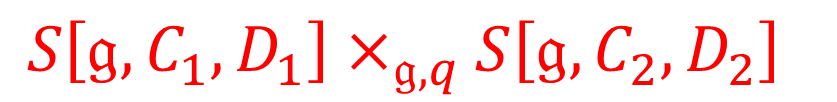 𝑆[𝔤, 𝐶₁, 𝐷₁] ×_{𝔤,𝑞} 𝑆[𝔤, 𝐶₂, 𝐷₂]